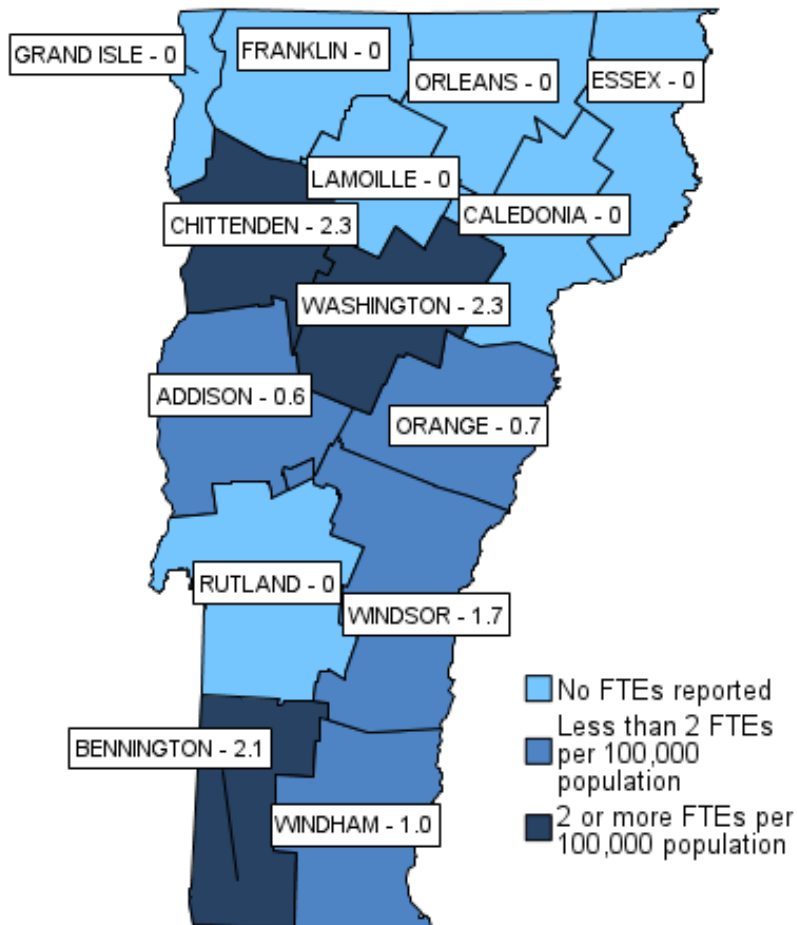 GRAND ISLE - 0
FRANKLIN - 0
ORLEANS - 0
ESSEX - 0
LAMOILLE - 0
CHITTENDEN - 2.3
CALEDONIA - 0
WASHINGTON - 2.3
ADDISON - 0.6
ORANGE - 0.7
RUTLAND - 0
WINDSOR - 1.7
BENNINGTON - 2.1
WINDHAM - 1.0
No FTEs reported
Less than 2 FTEs
per 100,000
population
2 or more FTEs per
100,000 population